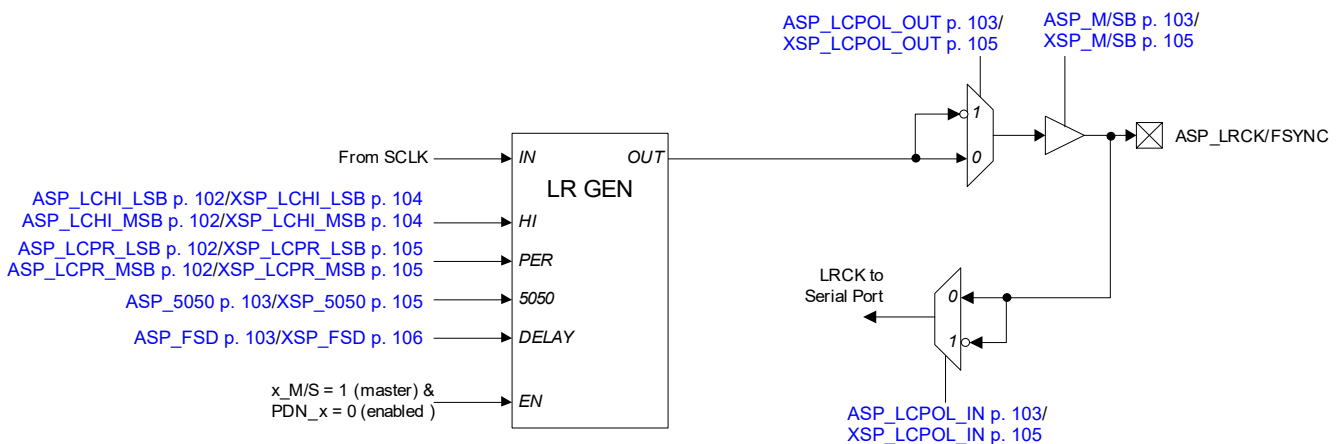 ASP_LCPOL_OUT p. 103/
XSP_LCPOL_OUT p. 105
ASP_M/SB p. 103/
XSP_M/SB p. 105
1
0
ASP_LRCK/FSYNC
From SCLK
IN
OUT
LR GEN
ASP_LCHI_LSB p. 102/XSP_LCHI_LSB p. 104
ASP_LCHI_MSB p. 102/XSP_LCHI_MSB p. 104
HI
ASP_LCPR_LSB p. 102/XSP_LCPR_LSB p. 105
ASP_LCPR_MSB p. 102/XSP_LCPR_MSB p. 105
PER
ASP_5050 p. 103/XSP_5050 p. 105
5050
ASP_FSD p. 103/XSP_FSD p. 106
DELAY
x_M/S = 1 (master) &
PDN_x = 0 (enabled )
EN
LRCK to
Serial Port
0
1
ASP_LCPOL_IN p. 103/
XSP_LCPOL_IN p. 105